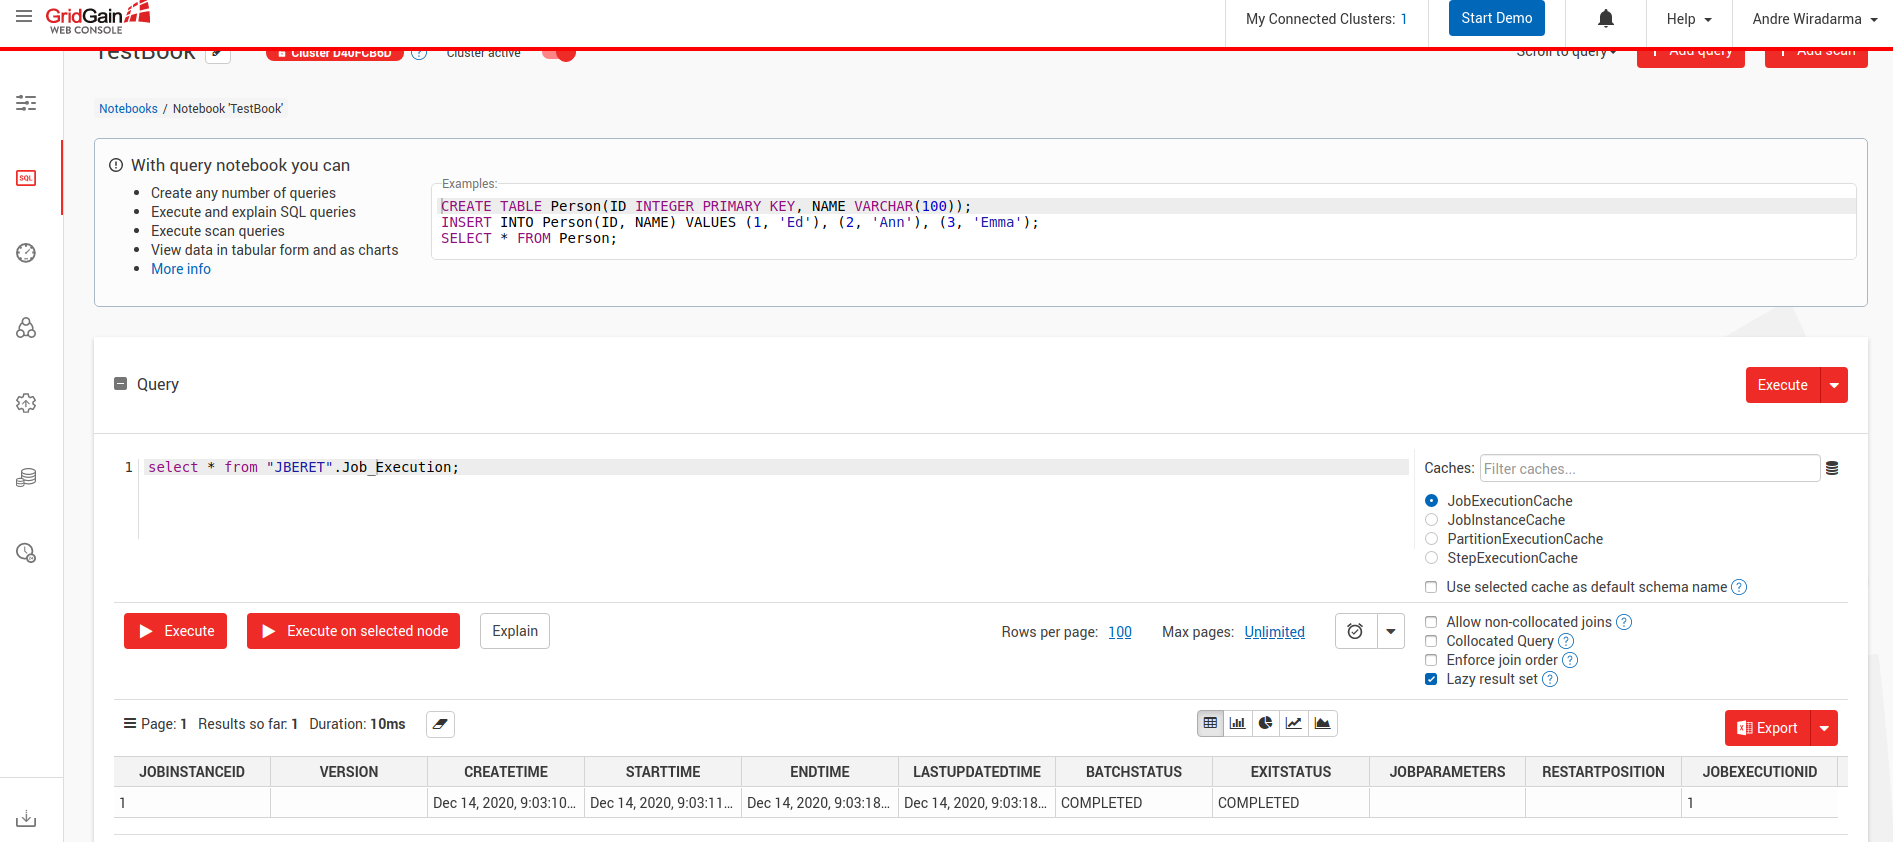 GridGain
WEB CONSOLE
My Connected Clusters: 1
Start Demo
Help
Andre Wiradarma
TestBook
Cluster D40FCB6D
Cluster active
Scroll to query
Add query
Add scan
Notebooks / Notebook 'TestBook'
With query notebook you can
Create any number of queries
Execute and explain SQL queries
Execute scan queries
View data in tabular form and as charts
More info
Examples:
CREATE TABLE Person(ID INTEGER PRIMARY KEY, NAME VARCHAR(100));
INSERT INTO Person(ID, NAME) VALUES (1, 'Ed'), (2, 'Ann'), (3, 'Emma');
SELECT * FROM Person;
SQL
Query
Execute
1 select * from "JBERET".Job_Execution;
Caches: Filter caches...
JobExecutionCache
JobInstanceCache
PartitionExecutionCache
StepExecutionCache
Use selected cache as default schema name ?
Execute
Execute on selected node
Explain
Rows per page: 100
Max pages: Unlimited
Allow non-collocated joins ?
Collocated Query ?
Enforce join order ?
Lazy result set ?
Page: 1 Results so far: 1 Duration: 10ms
Export
JOBINSTANCEID VERSION CREATETIME STARTTIME ENDTIME LASTUPDATEDTIME BATCHSTATUS EXITSTATUS JOBPARAMETERS RESTARTPOSITION JOBEXECUTIONID
1 Dec 14, 2020, 9:03:10... Dec 14, 2020, 9:03:11... Dec 14, 2020, 9:03:18... Dec 14, 2020, 9:03:18... COMPLETED COMPLETED 1